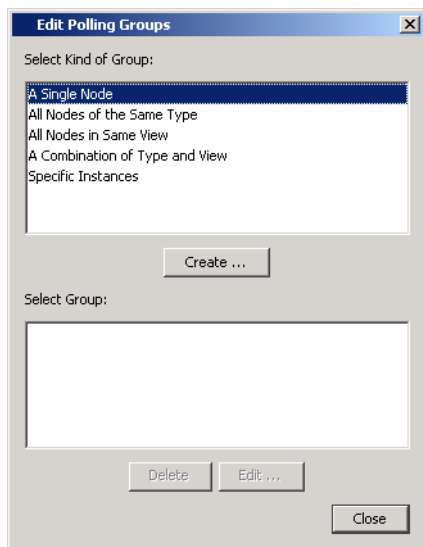 Edit Polling Groups
Select Kind of Group:
A Single Node
All Nodes of the Same Type
All Nodes in Same View
A Combination of Type and View
Specific Instances
Create ...
Select Group:
Delete Edit ...
Close